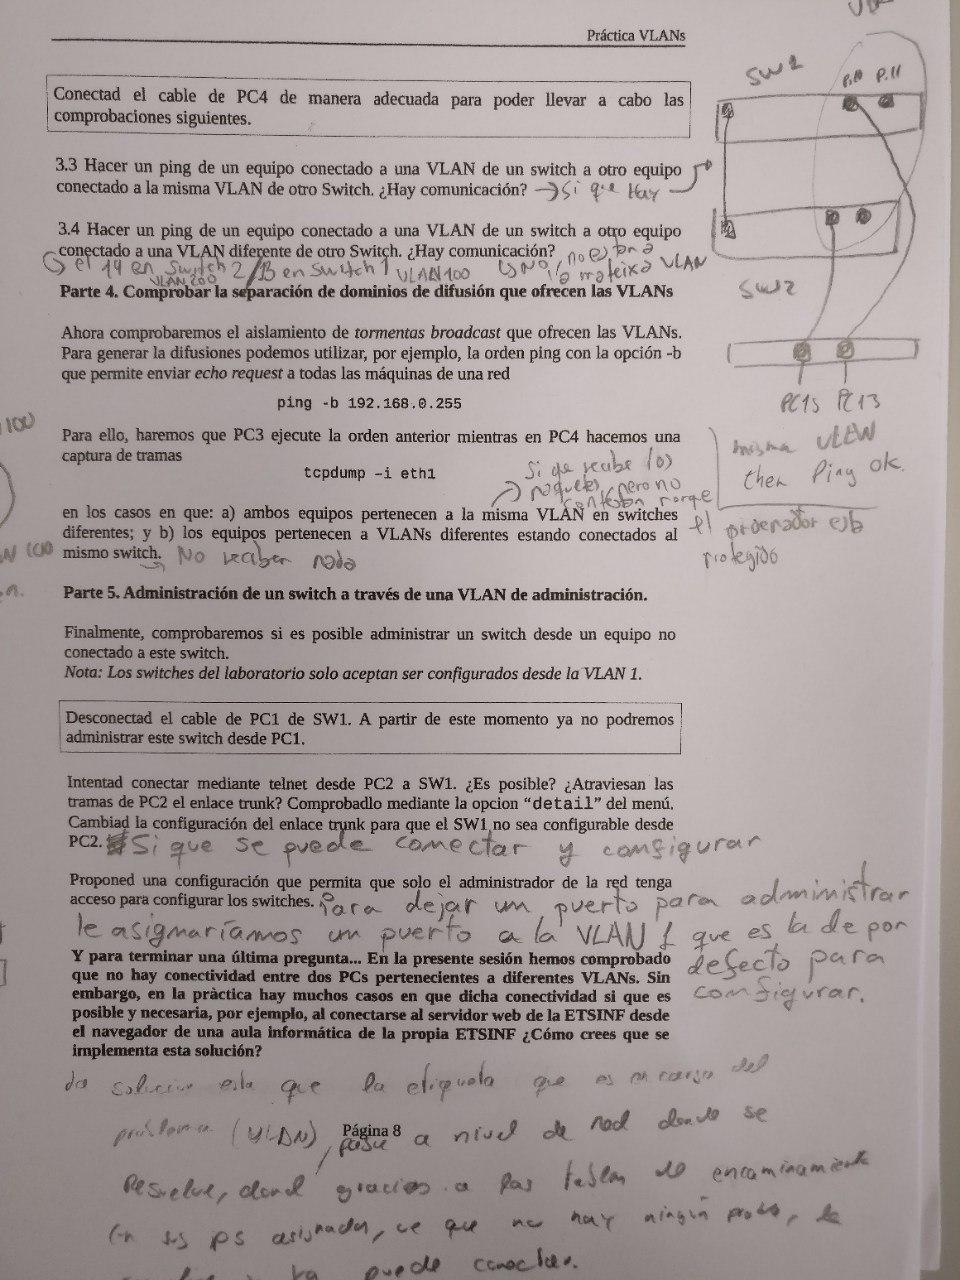 Práctica VLANs
SW1
P.10 P.11
Conectad el cable de PC4 de manera adecuada para poder llevar a cabo las
comprobaciones siguientes.
3.3 Hacer un ping de un equipo conectado a una VLAN de un switch a otro equipo
conectado a la misma VLAN de otro Switch. ¿Hay comunicación? → Si que Hay
3.4 Hacer un ping de un equipo conectado a una VLAN de un switch a otro equipo
conectado a una VLAN diferente de otro Switch. ¿Hay comunicación?
↳ No, no estan a la mateixa VLAN
el 14 en Switch 2 / 13 en Switch 1 VLAN100
VLAN200
SW2
Parte 4. Comprobar la separación de dominios de difusión que ofrecen las VLANs
Ahora comprobaremos el aislamiento de tormentas broadcast que ofrecen las VLANs.
Para generar la difusiones podemos utilizar, por ejemplo, la orden ping con la opción -b
que permite enviar echo request a todas las máquinas de una red
ping -b 192.168.0.255
PC15 PC13
100
Para ello, haremos que PC3 ejecute la orden anterior mientras en PC4 hacemos una
captura de tramas
tcpdump -i eth1
misma
then Ping ok.
Si que recibe los
paquetes, pero no
contestan porque
el ordenador esta
protegido
en los casos en que: a) ambos equipos pertenecen a la misma VLAN en switches
diferentes; y b) los equipos pertenecen a VLANs diferentes estando conectados al
mismo switch. → No reciben nada
100
Parte 5. Administración de un switch a través de una VLAN de administración.
Finalmente, comprobaremos si es posible administrar un switch desde un equipo no
conectado a este switch.
Nota: Los switches del laboratorio solo aceptan ser configurados desde la VLAN 1.
Desconectad el cable de PC1 de SW1. A partir de este momento ya no podremos
administrar este switch desde PC1.
Intentad conectar mediante telnet desde PC2 a SW1. ¿Es posible? ¿Atraviesan las
tramas de PC2 el enlace trunk? Comprobadlo mediante la opcion “detail” del menú.
Cambiad la configuración del enlace trunk para que el SW1 no sea configurable desde
PC2. Si que se puede conectar y configurar
Proponed una configuración que permita que solo el administrador de la red tenga
acceso para configurar los switches. Para dejar un puerto para administrar
le asignaríamos un puerto a la VLAN 1 que es la de por
defecto para
configurar.
Y para terminar una última pregunta... En la presente sesión hemos comprobado
que no hay conectividad entre dos PCs pertenecientes a diferentes VLANs. Sin
embargo, en la pràctica hay muchos casos en que dicha conectividad si que es
posible y necesaria, por ejemplo, al conectarse al servidor web de la ETSINF desde
el navegador de una aula informática de la propia ETSINF ¿Cómo crees que se
implementa esta solución?
solucion esta que la etiqueta que es del
problema (VLAN), pase a nivel de red donde se
Página 8
resuelve, gracias a las tablas de encaminamiento
asignadas, que no hay ningún
puede conectar.